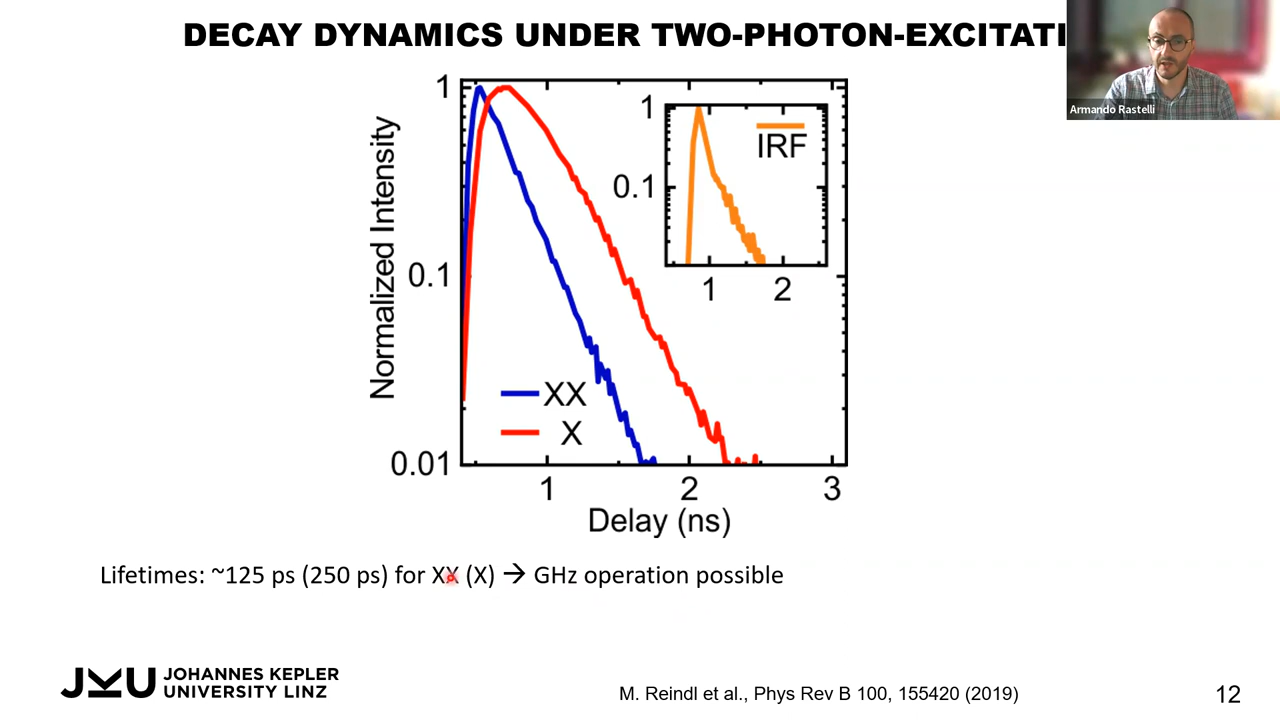 DECAY DYNAMICS UNDER TWO-PHOTON-EXCITATI
Armando Rastelli
Normalized Intensity
1
0.1
0.01
1
0.1
IRF
1 2
XX
X
1 2 3
Delay (ns)
Lifetimes: ~125 ps (250 ps) for XX (X) → GHz operation possible
JKU JOHANNES KEPLER
UNIVERSITY LINZ
M. Reindl et al., Phys Rev B 100, 155420 (2019)
12